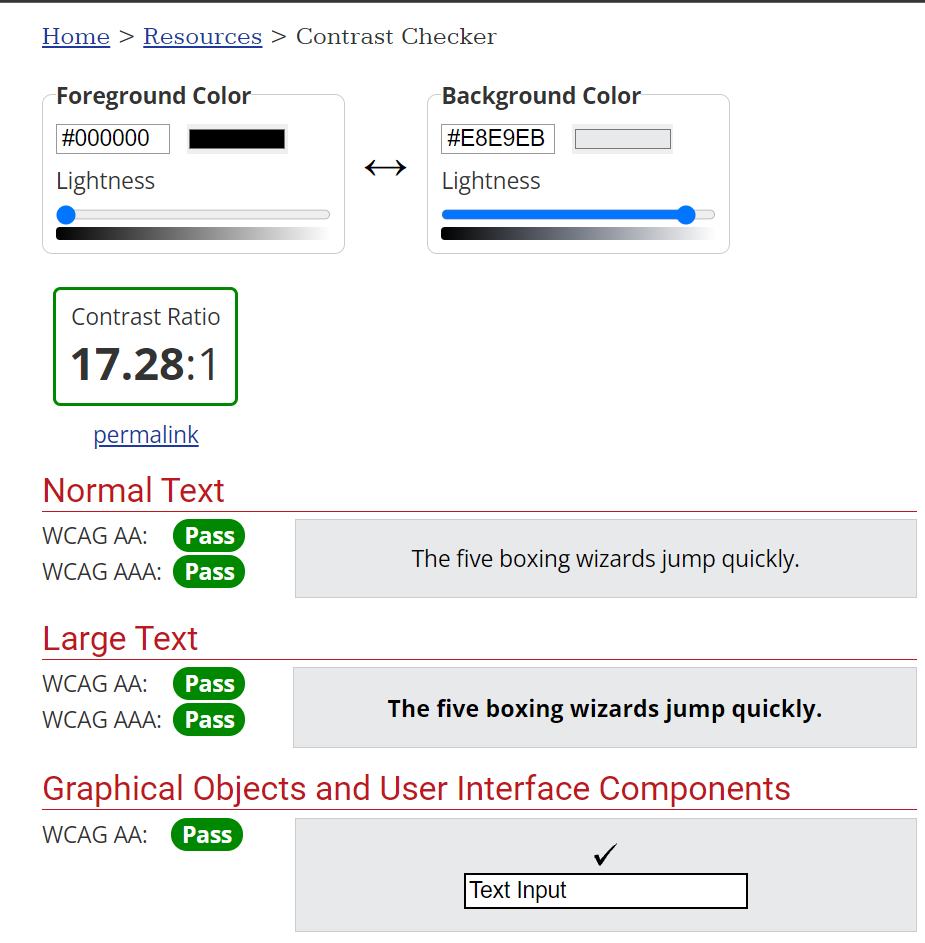 Home > Resources > Contrast Checker
Foreground Color
#000000
Lightness
Background Color
#E8E9EB
Lightness
Contrast Ratio
17.28:1
permalink
Normal Text
WCAG AA: Pass
WCAG AAA: Pass
The five boxing wizards jump quickly.
Large Text
WCAG AA: Pass
WCAG AAA: Pass
The five boxing wizards jump quickly.
Graphical Objects and User Interface Components
WCAG AA: Pass
Text Input